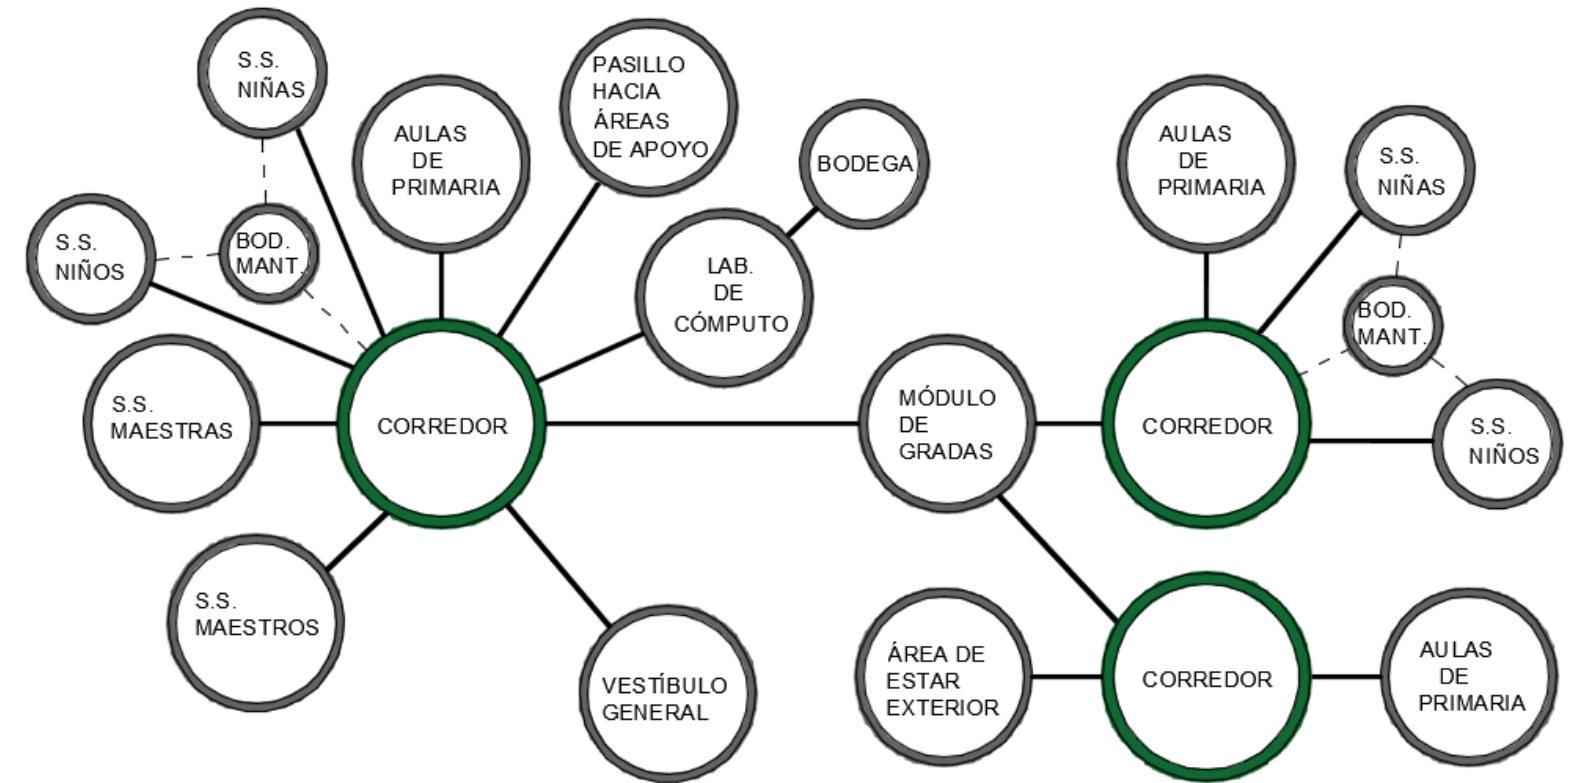 S.S.
NIÑAS
PASILLO
HACIA
ÁREAS
DE APOYO
AULAS
DE
PRIMARIA
BODEGA
S.S.
NIÑOS
BOD.
MANT.
LAB.
DE
CÓMPUTO
S.S.
MAESTRAS
CORREDOR
S.S.
MAESTROS
VESTÍBULO
GENERAL
MÓDULO
DE
GRADAS
AULAS
DE
PRIMARIA
S.S.
NIÑAS
BOD.
MANT.
CORREDOR
S.S.
NIÑOS
ÁREA DE
ESTAR
EXTERIOR
CORREDOR
AULAS
DE
PRIMARIA